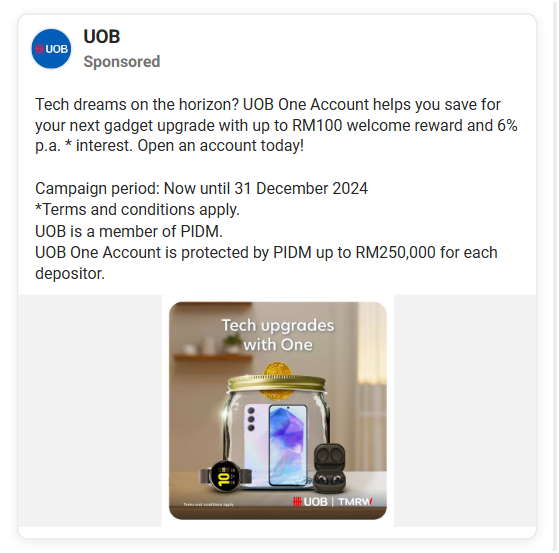 UOB
UOB
Sponsored
Tech dreams on the horizon? UOB One Account helps you save for
your next gadget upgrade with up to RM100 welcome reward and 6%
p.a. * interest. Open an account today!
Campaign period: Now until 31 December 2024
*Terms and conditions apply.
UOB is a member of PIDM.
UOB One Account is protected by PIDM up to RM250,000 for each
depositor.
Tech upgrades
with One
10
Terms and conditions apply.
UOB | TMRW